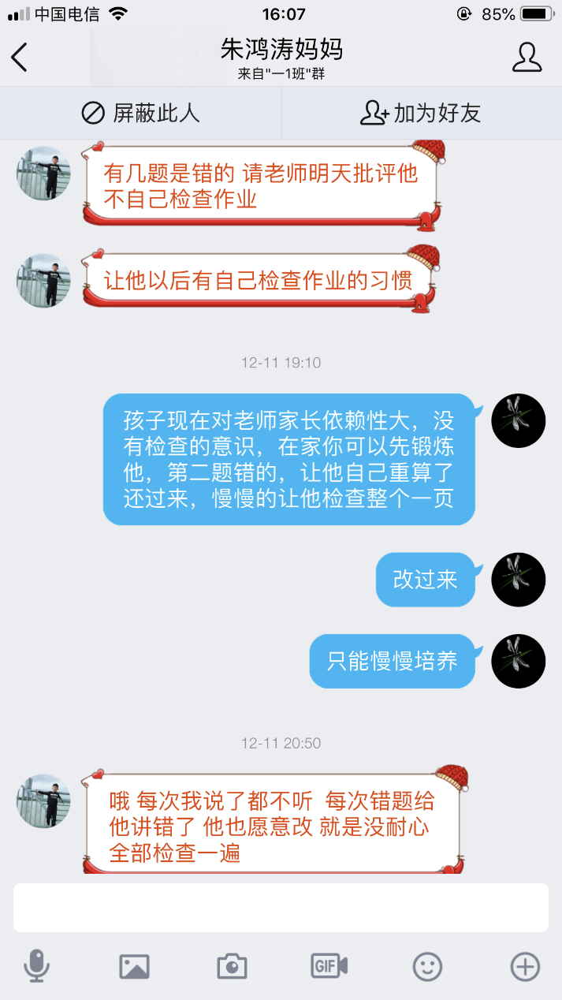 中国电信
16:07
85%
朱鸿涛妈妈
来自"一1班"群
屏蔽此人
加为好友
有几题是错的 请老师明天批评他
不自己检查作业
让他以后有自己检查作业的习惯
12-11 19:10
孩子现在对老师家长依赖性大，没
有检查的意识，在家你可以先锻炼
他，第二题错的，让他自己重算了
还过来，慢慢的让他检查整个一页
改过来
只能慢慢培养
12-11 20:50
哦 每次我说了都不听  每次错题给
他讲错了 他也愿意改 就是没耐心
全部检查一遍
GIF